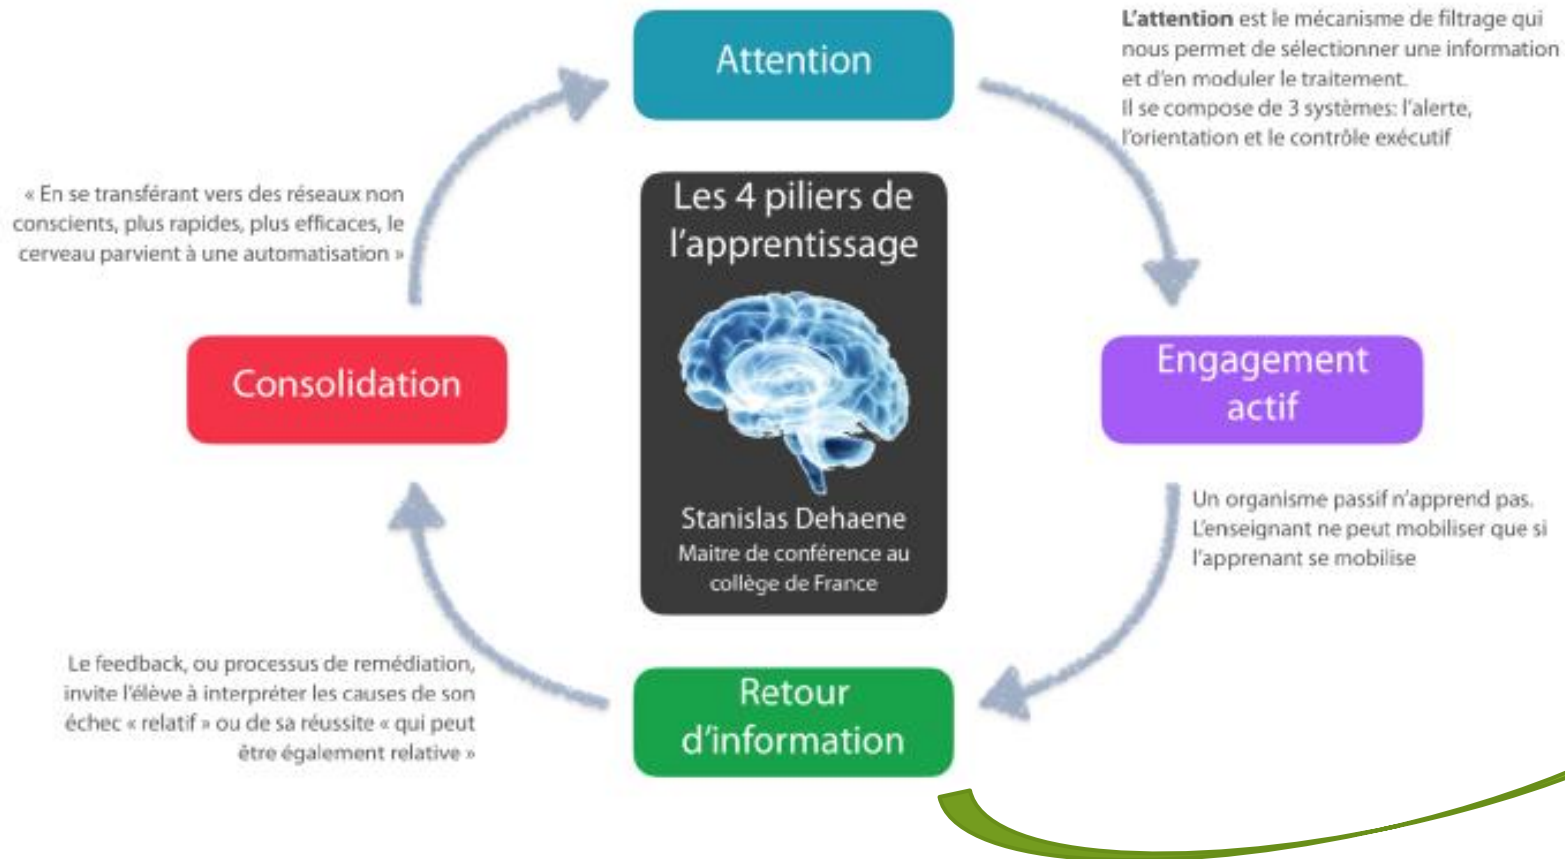 Attention
L'attention est le mécanisme de filtrage qui
nous permet de sélectionner une information
et d'en moduler le traitement.
Il se compose de 3 systèmes: l'alerte,
l'orientation et le contrôle exécutif
« En se transférant vers des réseaux non
conscients, plus rapides, plus efficaces, le
cerveau parvient à une automatisation »
Les 4 piliers de
l'apprentissage
Stanislas Dehaene
Maitre de conférence au
collège de France
Consolidation
Engagement
actif
Un organisme passif n'apprend pas.
L'enseignant ne peut mobiliser que si
l'apprenant se mobilise
Le feedback, ou processus de remédiation,
invite l'élève à interpréter les causes de son
échec « relatif » ou de sa réussite « qui peut
être également relative »
Retour
d'information